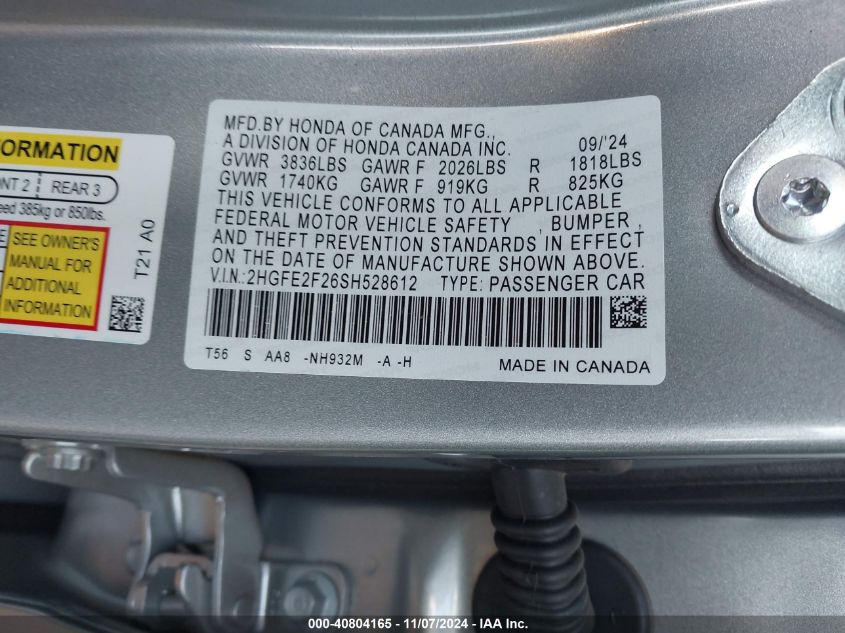 ORMATION
NT 2 REAR 3
eed 385kg or 850lbs.
E SEE OWNER'S
MANUAL FOR
ADDITIONAL
INFORMATION
T21 A0
MFD.BY HONDA OF CANADA MFG.,
A DIVISION OF HONDA CANADA INC. 09/'24
GVWR 3836LBS GAWR F 2026LBS R 1818LBS
GVWR 1740KG GAWR F 919KG R 825KG
THIS VEHICLE CONFORMS TO ALL APPLICABLE
FEDERAL MOTOR VEHICLE SAFETY , BUMPER ,
AND THEFT PREVENTION STANDARDS IN EFFECT
ON THE DATE OF MANUFACTURE SHOWN ABOVE.
V.I.N.:2HGFE2F26SH528612 TYPE: PASSENGER CAR
T56 S AA8 -NH932M -A -H MADE IN CANADA
000-40804165 - 11/07/2024 - IAA Inc.